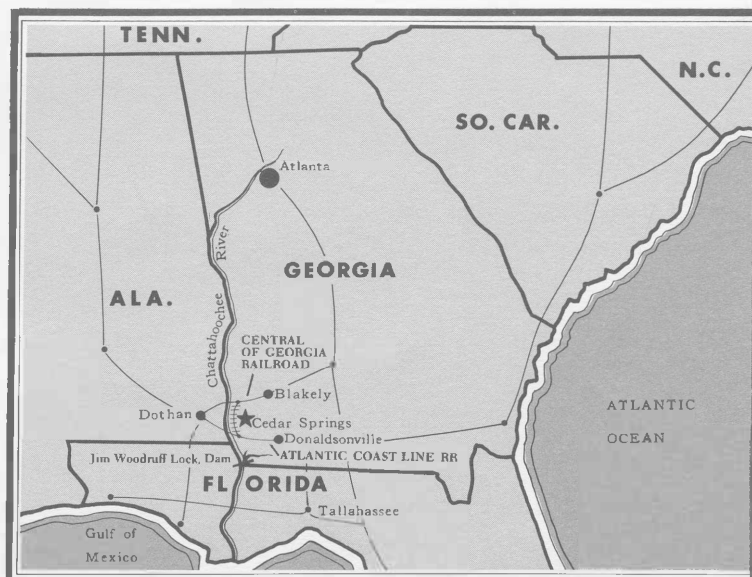 TENN.
N.C.
SO. CAR.
Atlanta
River
GEORGIA
ALA.
Chattahoochee
CENTRAL
OF GEORGIA
RAILROAD
Blakely
Dothan
Cedar Springs
Donaldsonville
ATLANTIC
OCEAN
Jim Woodruff Lock, Dam
ATLANTIC COAST LINE RR
FLORIDA
Tallahassee
Gulf of
Mexico